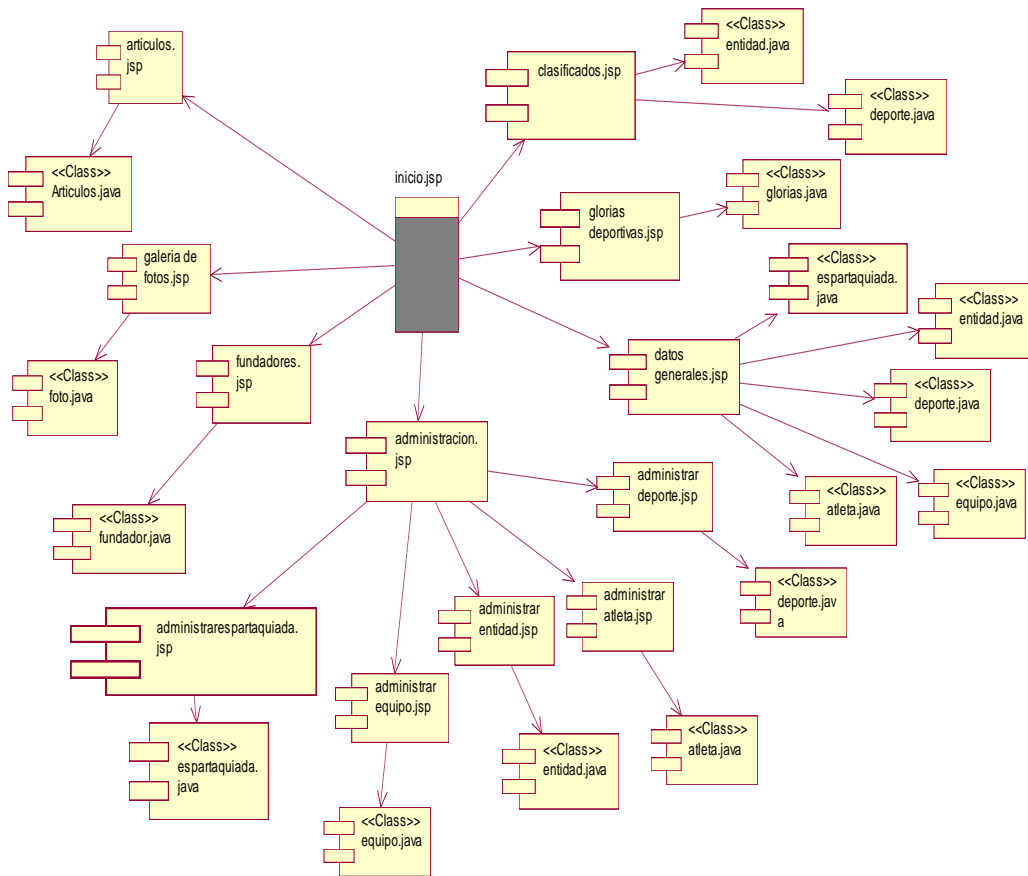 articulos.
jsp
<<Class>>
Articulos.java
clasificados.jsp
<<Class>>
entidad.java
<<Class>>
deporte.java
inicio.jsp
glorias
deportivas.jsp
<<Class>>
glorias.java
galeria de
fotos.jsp
<<Class>>
foto.java
fundadores.
jsp
<<Class>>
fundador.java
datos
generales.jsp
<<Class>>
espartaquiada.
java
<<Class>>
entidad.java
<<Class>>
deporte.java
<<Class>>
atleta.java
<<Class>>
equipo.java
administracion.
jsp
administrar
deporte.jsp
<<Class>>
deporte.jav
a
administrarespartaquiada.
jsp
<<Class>>
espartaquiada.
java
administrar
equipo.jsp
<<Class>>
equipo.java
administrar
entidad.jsp
<<Class>>
entidad.java
administrar
atleta.jsp
<<Class>>
atleta.java